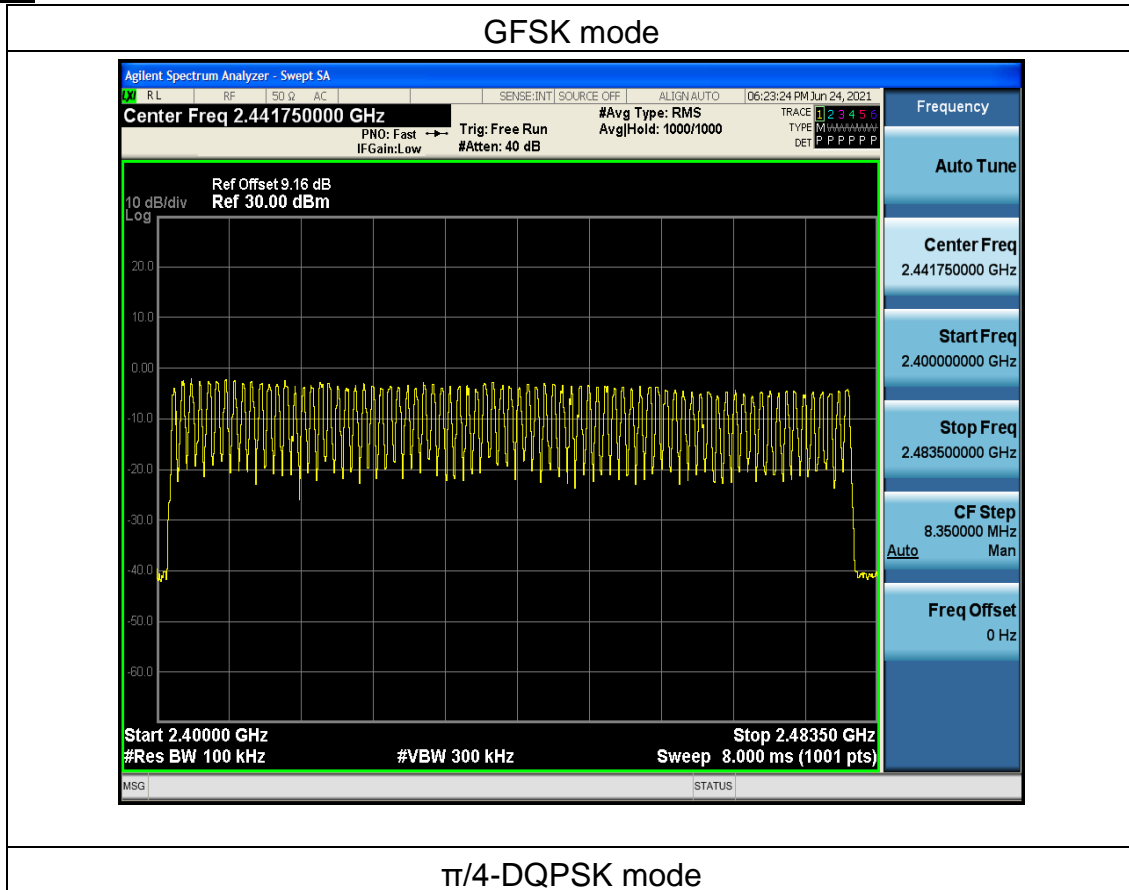 GFSK mode
Agilent Spectrum Analyzer - Swept SA
LXI RL RF 50 Ω AC SENSE:INT SOURCE OFF ALIGN AUTO 06:23:24 PM Jun 24, 2021
Center Freq 2.441750000 GHz
PNO: Fast
IFGain:Low
Trig: Free Run
#Atten: 40 dB
#Avg Type: RMS
Avg|Hold: 1000/1000
TRACE 1 2 3 4 5 6
TYPE M WWWWW
DET P P P P P P
Ref Offset 9.16 dB
10 dB/div Ref 30.00 dBm
Log
20.0
10.0
0.00
-10.0
-20.0
-30.0
-40.0
-50.0
-60.0
Start 2.40000 GHz Stop 2.48350 GHz
#Res BW 100 kHz #VBW 300 kHz Sweep 8.000 ms (1001 pts)
MSG STATUS
Frequency
Auto Tune
Center Freq
2.441750000 GHz
Start Freq
2.400000000 GHz
Stop Freq
2.483500000 GHz
CF Step
8.350000 MHz
Auto Man
Freq Offset
0 Hz
π/4-DQPSK mode